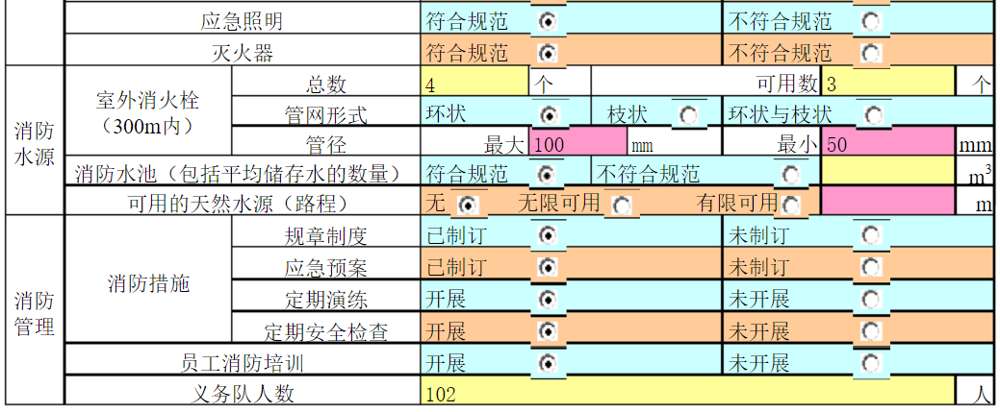 应急照明 符合规范 不符合规范
灭火器 符合规范 不符合规范
消防水源 室外消火栓（300m内） 总数 4 个 可用数 3 个
管网形式 环状 枝状 环状与枝状
管径 最大 100 mm 最小 50 mm
消防水池（包括平均储存水的数量） 符合规范 不符合规范 m³
可用的天然水源（路程） 无 无限可用 有限可用 m
消防管理 消防措施 规章制度 已制订 未制订
应急预案 已制订 未制订
定期演练 开展 未开展
定期安全检查 开展 未开展
员工消防培训 开展 未开展
义务队人数 102 人